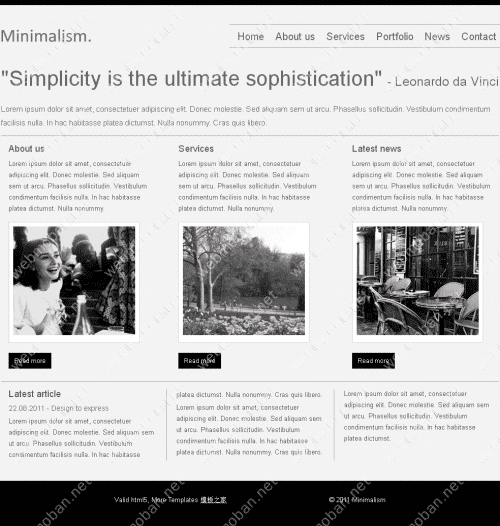 Minimalism.
Home About us Services Portfolio News Contact
"Simplicity is the ultimate sophistication" - Leonardo da Vinci
Lorem ipsum dolor sit amet, consectetuer adipiscing elit. Donec molestie. Sed aliquam sem ut arcu. Phasellus sollicitudin. Vestibulum condimentum
facilisis nulla. In hac habitasse platea dictumst. Nulla nonummy. Cras quis libero.
About us
Lorem ipsum dolor sit amet, consectetuer
adipiscing elit. Donec molestie. Sed aliquam
sem ut arcu. Phasellus sollicitudin. Vestibulum
condimentum facilisis nulla. In hac habitasse
platea dictumst. Nulla nonummy.
Read more
Services
Lorem ipsum dolor sit amet, consectetuer
adipiscing elit. Donec molestie. Sed aliquam
sem ut arcu. Phasellus sollicitudin. Vestibulum
condimentum facilisis nulla. In hac habitasse
platea dictumst. Nulla nonummy.
Read more
Latest news
Lorem ipsum dolor sit amet, consectetuer
adipiscing elit. Donec molestie. Sed aliquam
sem ut arcu. Phasellus sollicitudin. Vestibulum
condimentum facilisis nulla. In hac habitasse
platea dictumst. Nulla nonummy.
Read more
Latest article
22.08.2011 - Design to express
Lorem ipsum dolor sit amet, consectetuer
adipiscing elit. Donec molestie. Sed aliquam sem
ut arcu. Phasellus sollicitudin. Vestibulum
condimentum facilisis nulla. In hac habitasse
platea dictumst. Nulla nonummy. Cras quis libero.
Lorem ipsum dolor sit amet, consectetuer
adipiscing elit. Donec molestie. Sed aliquam sem
ut arcu. Phasellus sollicitudin. Vestibulum
condimentum facilisis nulla. In hac habitasse
platea dictumst. Nulla nonummy. Cras quis libero.
Lorem ipsum dolor sit amet, consectetuer
adipiscing elit. Donec molestie. Sed aliquam sem
ut arcu. Phasellus sollicitudin. Vestibulum
condimentum facilisis nulla. In hac habitasse
platea dictumst.
Valid html5, More Templates 模板之家
© 2011 Minimalism